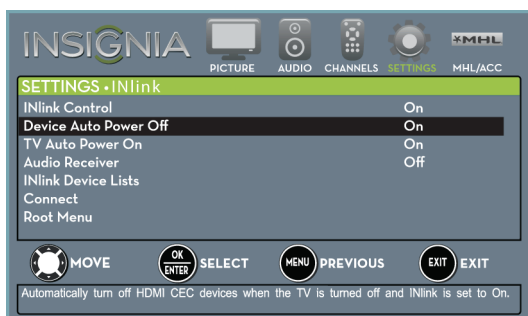 INSIGNIA
PICTURE AUDIO CHANNELS SETTINGS MHL MHL/ACC
SETTINGS • INlink
INlink Control On
Device Auto Power Off On
TV Auto Power On On
Audio Receiver Off
INlink Device Lists
Connect
Root Menu
MOVE OK ENTER SELECT MENU PREVIOUS EXIT EXIT
Automatically turn off HDMI CEC devices when the TV is turned off and INlink is set to On.